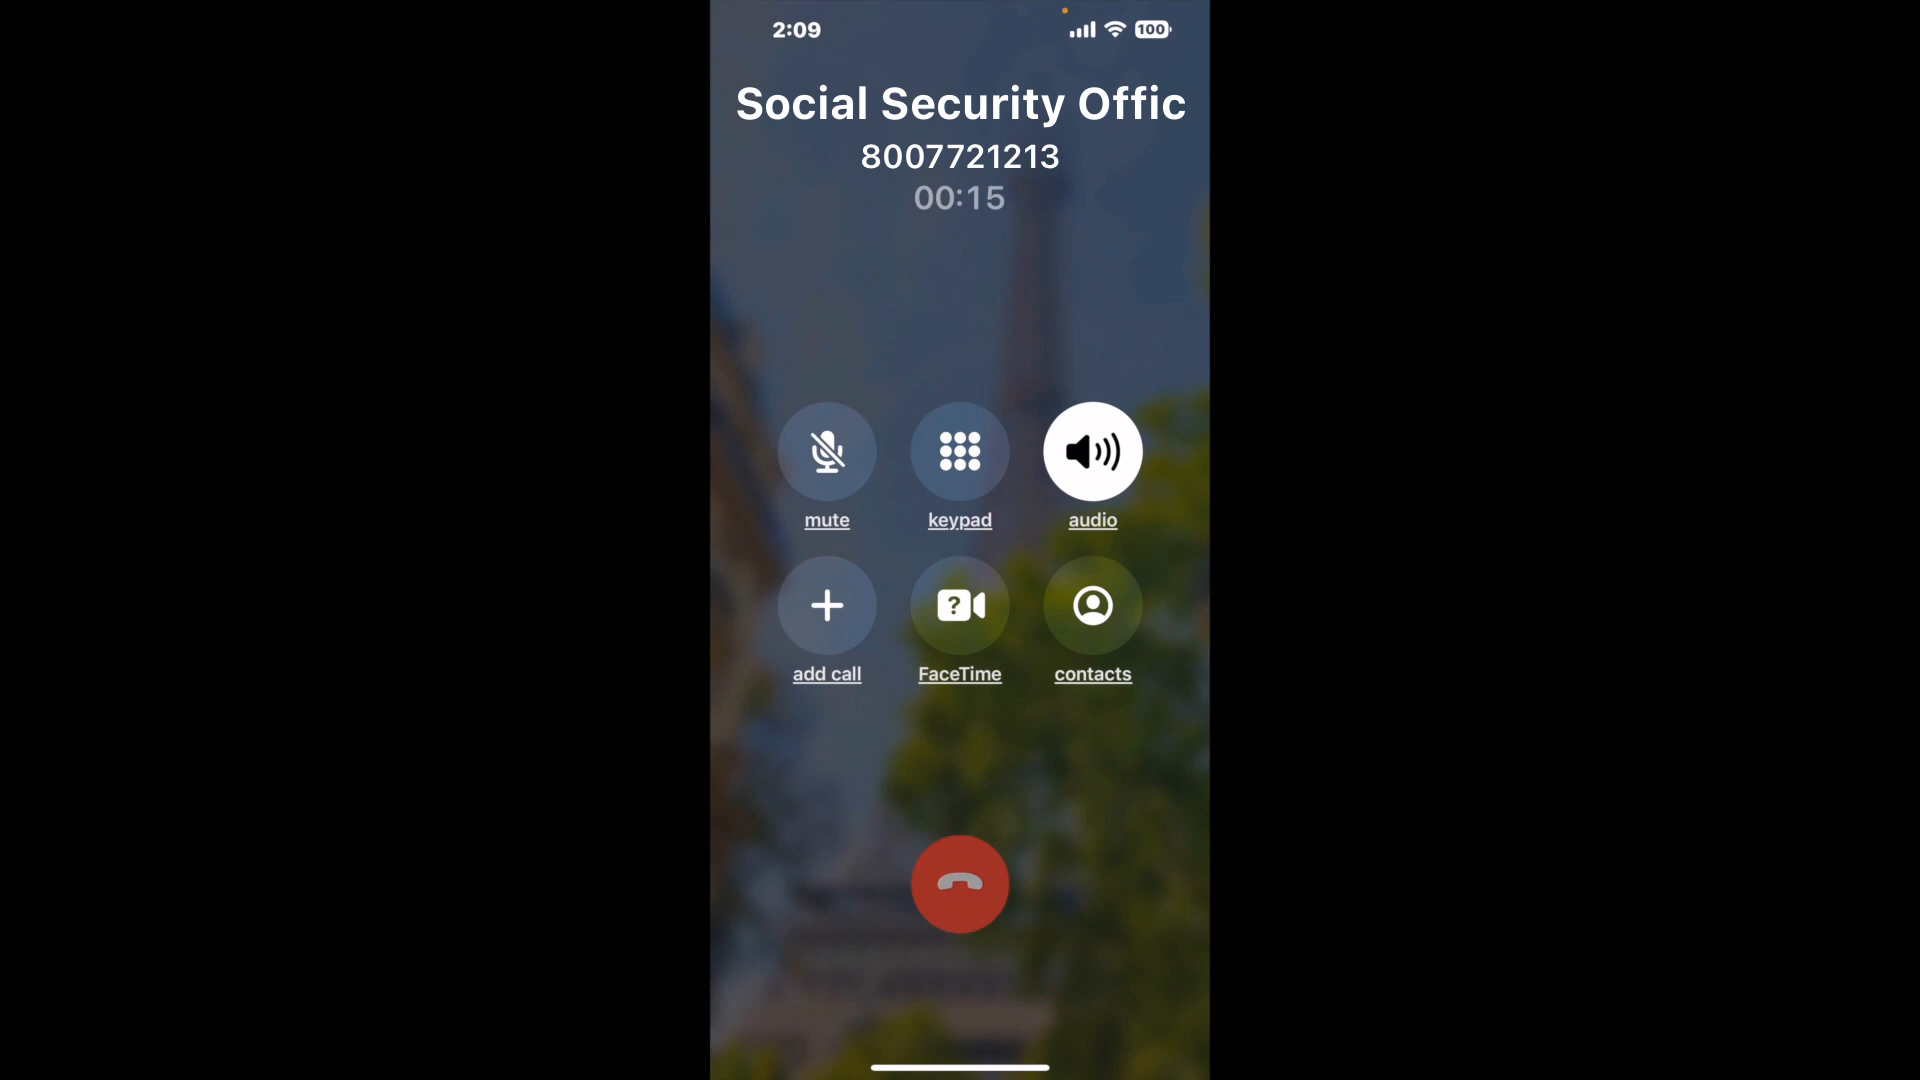 2:09
100
Social Security Offic
8007721213
00:15
mute
keypad
audio
?
add call
FaceTime
contacts